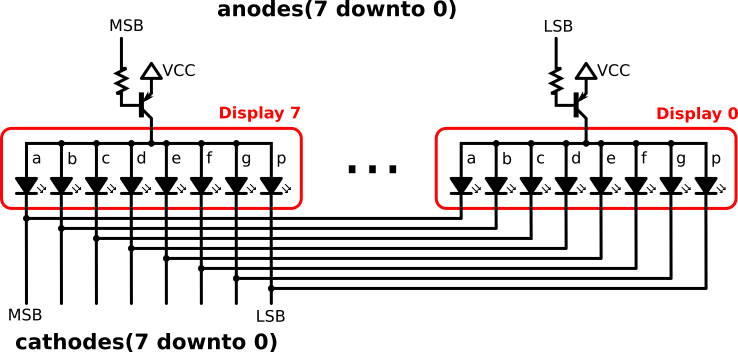 anodes(7 downto 0)
MSB LSB
VCC VCC
Display 7 Display 0
a b c d e f g p ... a b c d e f g p
MSB LSB
cathodes(7 downto 0)